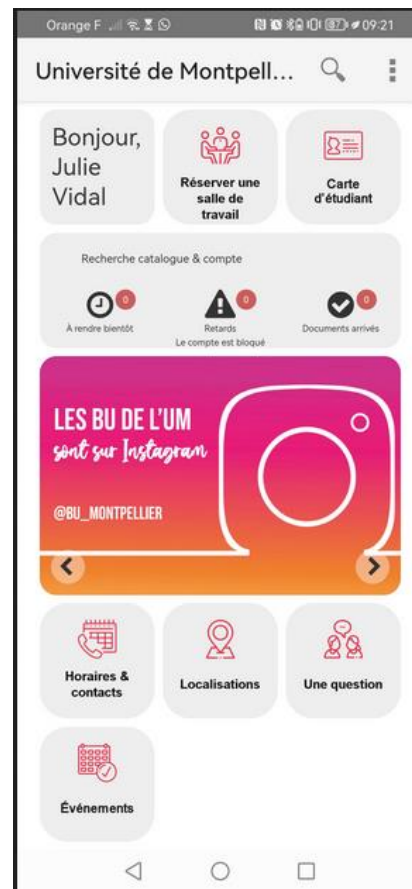 Orange F 87 09:21
Université de Montpell...
Bonjour,
Julie
Vidal
Réserver une
salle de
travail
Carte
d'étudiant
Recherche catalogue & compte
0
À rendre bientôt
0
Retards
Le compte est bloqué
0
Documents arrivés
LES BU DE L'UM
sont sur Instagram
@BU_MONTPELLIER
Horaires &
contacts
Localisations
Une question
Événements